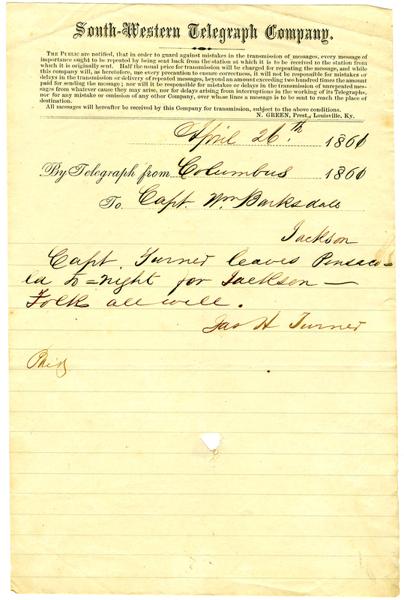 South-Western Telegraph Company.
THE PUBLIC are notified, that in order to guard against mistakes in the transmission of messages, every message of
importance ought to be repeated by being sent back from the station at which it is to be received to the station from
which it is originally sent. Half the usual price for transmission will be charged for repeating the message, and while
this company will, as heretofore, use every precaution to ensure correctness, it will not be responsible for mistakes or
delays in the transmission or delivery of repeated messages, beyond an amount exceeding two hundred times the amount
paid for sending the message; nor will it be responsible for mistakes or delays in the transmission of unrepeated messages
from whatever cause they may arise, nor for delays arising from interruptions in the working of its Telegraphs,
nor for any mistake or omission of any other Company, over whose lines a message is to be sent to reach the place of
destination.
All messages will hereafter be received by this Company for transmission, subject to the above conditions.
N. GREEN, Prest., Louisville, Ky.
April 26th. 1860
By Telegraph from Columbus 1860
To Capt. Wm Barksdale
Jackson
Capt Turner leaves Pensaco=
la to=night for Jackson —
Folk all well.
Jas H Turner
Paid